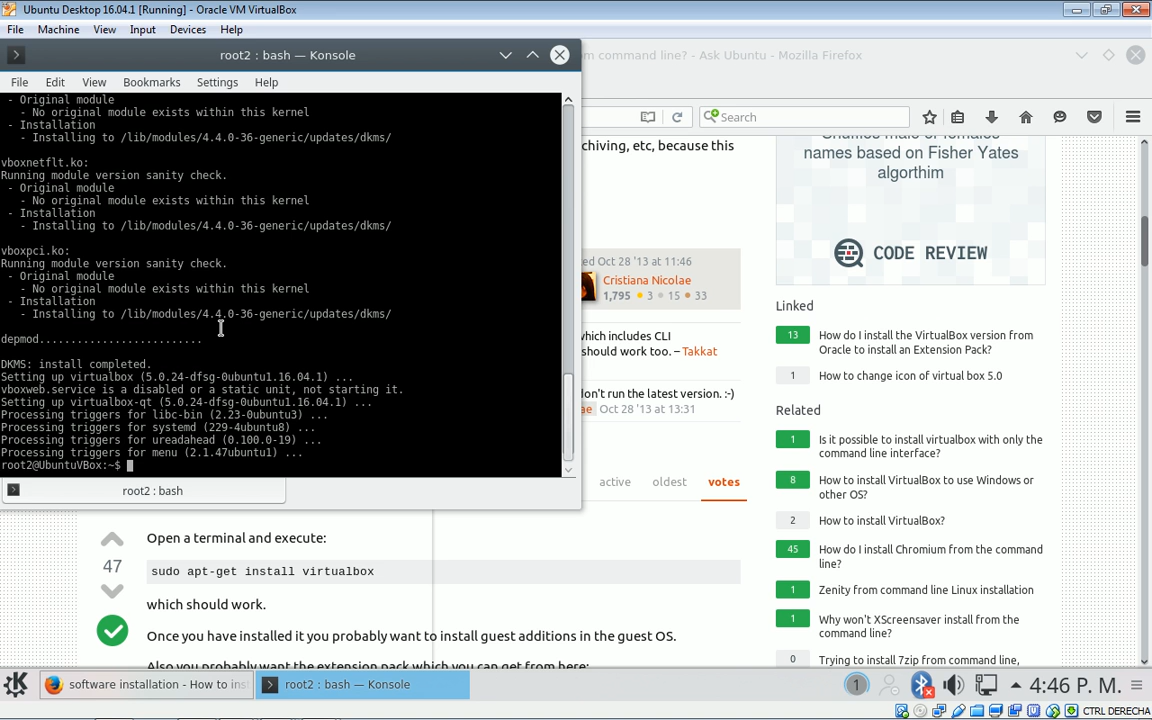 Ubuntu Desktop 16.04.1 [Running] - Oracle VM VirtualBox
File Machine View Input Devices Help
root2 : bash — Konsole
om command line? - Ask Ubuntu - Mozilla Firefox
File Edit View Bookmarks Settings Help
Search
- Original module
- No original module exists within this kernel
- Installation
- Installing to /lib/modules/4.4.0-36-generic/updates/dkms/
vboxnetflt.ko:
Running module version sanity check.
- Original module
- No original module exists within this kernel
- Installation
- Installing to /lib/modules/4.4.0-36-generic/updates/dkms/
vboxpci.ko:
Running module version sanity check.
- Original module
- No original module exists within this kernel
- Installation
- Installing to /lib/modules/4.4.0-36-generic/updates/dkms/
depmod..........................
DKMS: install completed.
Setting up virtualbox (5.0.24-dfsg-0ubuntu1.16.04.1) ...
vboxweb.service is a disabled or a static unit, not starting it.
Setting up virtualbox-qt (5.0.24-dfsg-0ubuntu1.16.04.1) ...
Processing triggers for libc-bin (2.23-0ubuntu3) ...
Processing triggers for systemd (229-4ubuntu8) ...
Processing triggers for ureadahead (0.100.0-19) ...
Processing triggers for menu (2.1.47ubuntu1) ...
root2@UbuntuVBox:~$
root2 : bash
chiving, etc, because this
ed Oct 28 '13 at 11:46
Cristiana Nicolae
1,795 3 15 33
which includes CLI
should work too. – Takkat
don't run the latest version. :-)
ae Oct 28 '13 at 13:31
active oldest votes
47
Open a terminal and execute:
sudo apt-get install virtualbox
which should work.
Once you have installed it you probably want to install guest additions in the guest OS.
Also you probably want the extension pack which you can get from here:
names based on Fisher Yates
algorthim
CODE REVIEW
Linked
13 How do I install the VirtualBox version from
Oracle to install an Extension Pack?
1 How to change icon of virtual box 5.0
Related
1 Is it possible to install virtualbox with only the
command line interface?
8 How to install VirtualBox to use Windows or
other OS?
2 How to install VirtualBox?
45 How do I install Chromium from the command
line?
1 Zenity from command line Linux installation
1 Why won't XScreensaver install from the
command line?
0 Trying to install 7zip from command line,
software installation - How to ins
root2 : bash — Konsole
1
4:46 P. M.
CTRL DERECHA